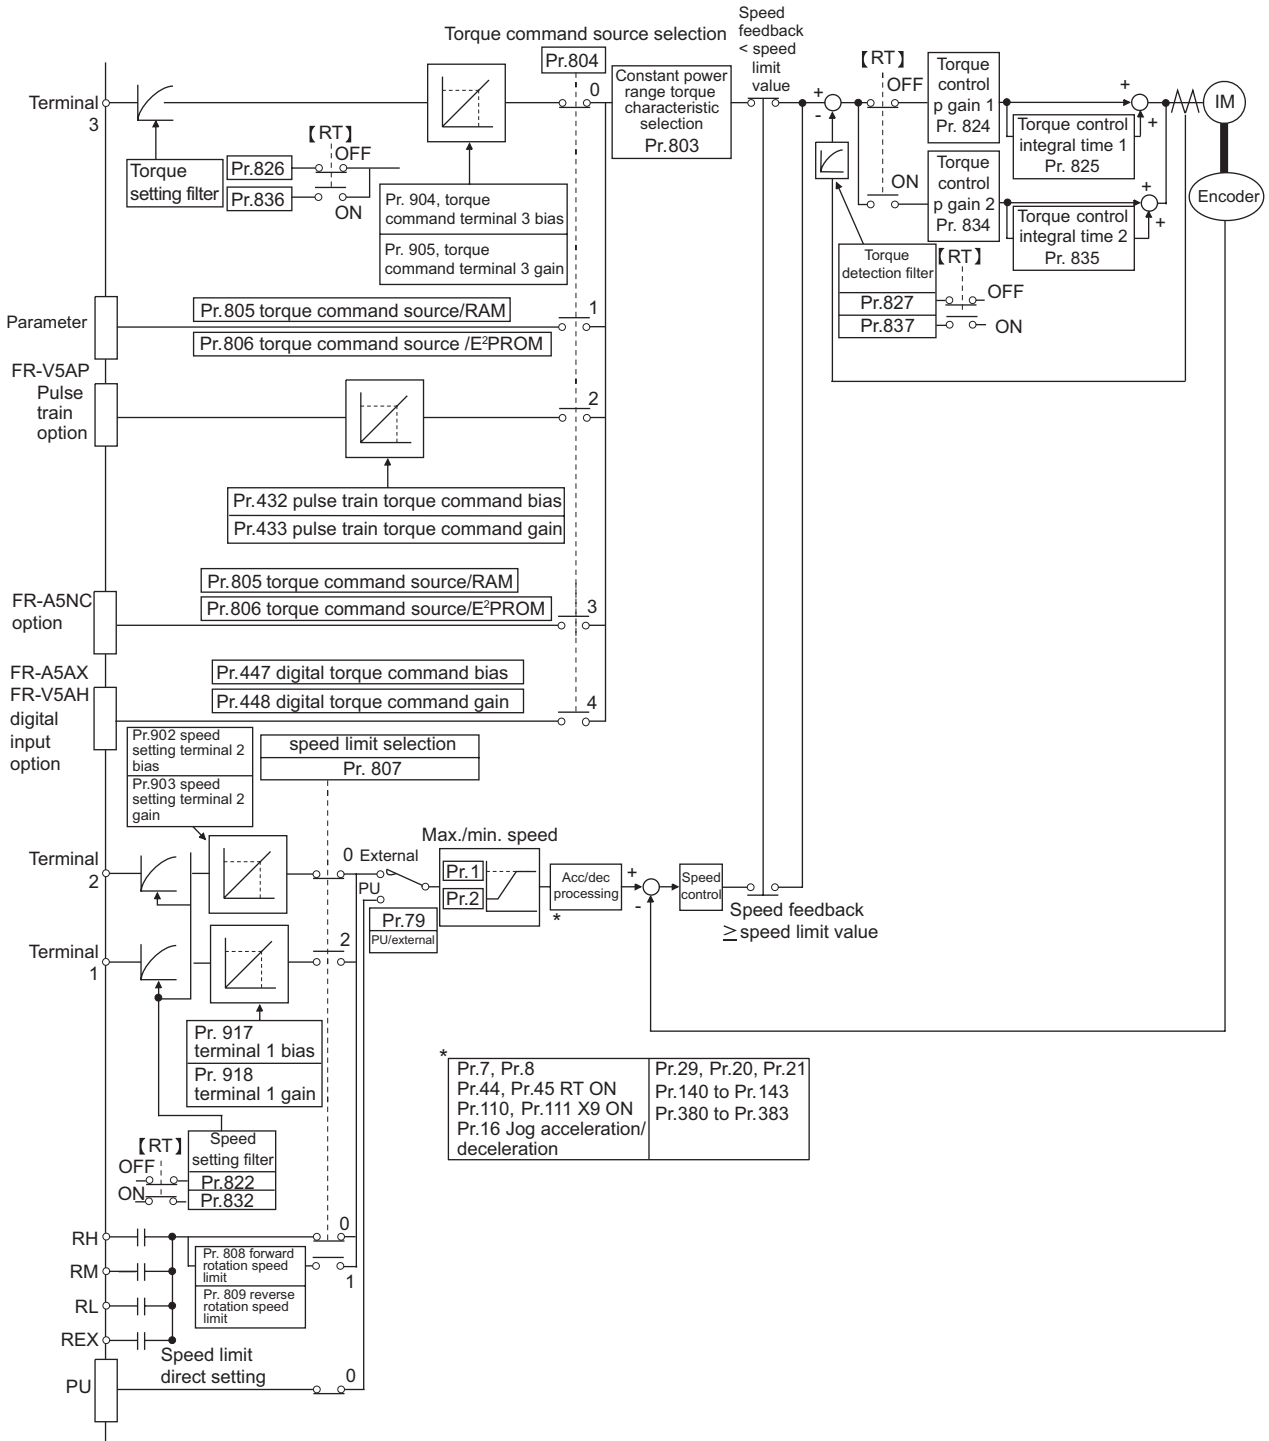 Torque command source selection
Pr.804
0
Speed
feedback
< speed
limit
value
Terminal
3
Torque
setting filter
【RT】
OFF
ON
Pr.826
Pr.836
Pr. 904, torque
command terminal 3 bias
Pr. 905, torque
command terminal 3 gain
Constant power
range torque
characteristic
selection
Pr.803
+
-
【RT】
OFF
ON
Torque
control
p gain 1
Pr. 824
Torque control
integral time 1
Pr. 825
+
+
Torque
control
p gain 2
Pr. 834
Torque control
integral time 2
Pr. 835
+
+
IM
Encoder
Torque
detection filter
Pr.827
Pr.837
【RT】
OFF
ON
Parameter
Pr.805 torque command source/RAM
Pr.806 torque command source /E²PROM
1
FR-V5AP
Pulse
train
option
2
Pr.432 pulse train torque command bias
Pr.433 pulse train torque command gain
FR-A5NC
option
Pr.805 torque command source/RAM
Pr.806 torque command source/E²PROM
3
FR-A5AX
FR-V5AH
digital
input
option
Pr.447 digital torque command bias
Pr.448 digital torque command gain
4
Pr.902 speed
setting terminal 2
bias
Pr.903 speed
setting terminal 2
gain
speed limit selection
Pr. 807
Terminal
2
0
External
PU
Pr.79
PU/external
Max./min. speed
Pr.1
Pr.2
Acc/dec
processing
*
+
-
Speed
control
Speed feedback
≥ speed limit value
Terminal
1
2
Pr. 917
terminal 1 bias
Pr. 918
terminal 1 gain
*
Pr.7, Pr.8
Pr.44, Pr.45 RT ON
Pr.110, Pr.111 X9 ON
Pr.16 Jog acceleration/
deceleration
Pr.29, Pr.20, Pr.21
Pr.140 to Pr.143
Pr.380 to Pr.383
【RT】
OFF
ON
Speed
setting filter
Pr.822
Pr.832
RH
RM
RL
REX
0
Pr. 808 forward
rotation speed
limit
Pr. 809 reverse
rotation speed
limit
1
Speed limit
direct setting
PU
0